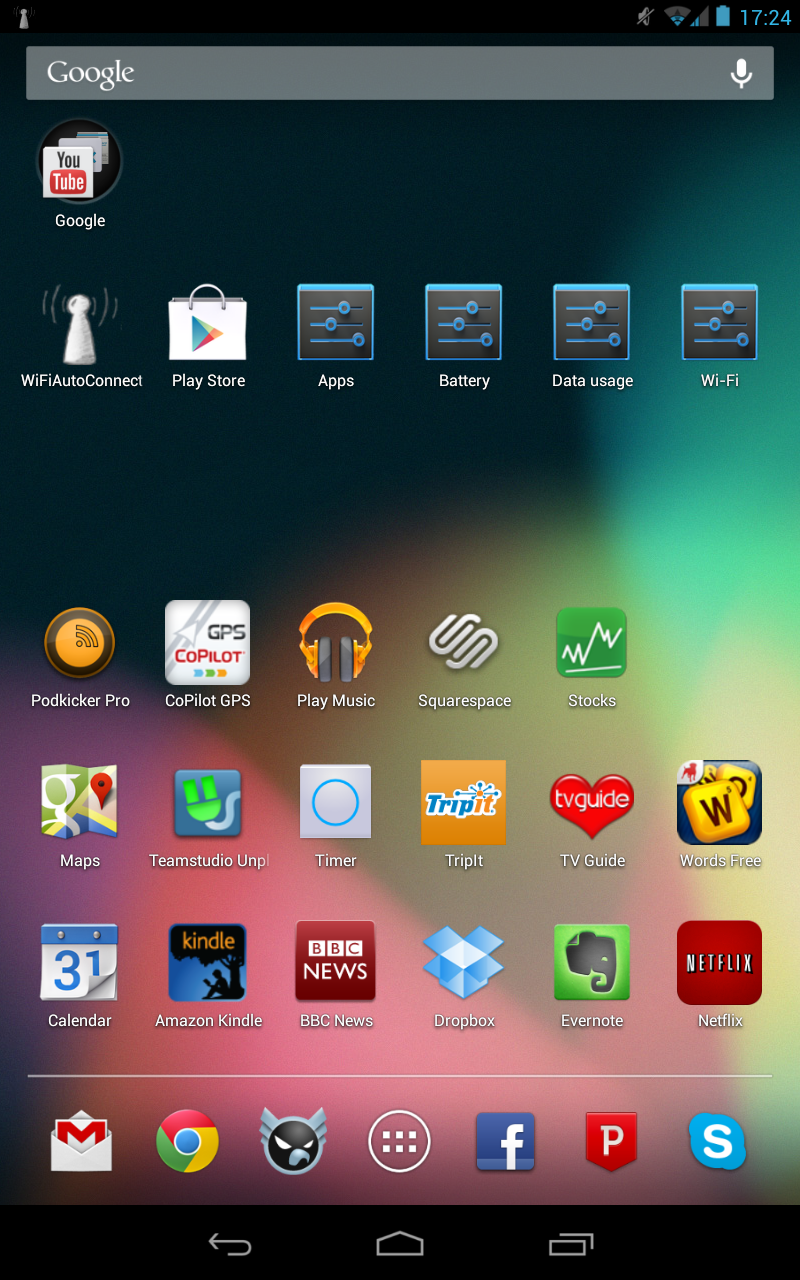 17:24
Google
You
Tube
Google
WiFiAutoConnect
Play Store
Apps
Battery
Data usage
Wi-Fi
GPS
CoPilot
Podkicker Pro
CoPilot GPS
Play Music
Squarespace
Stocks
g
TripIt
tvguide
W
Maps
Teamstudio Unpl
Timer
TripIt
TV Guide
Words Free
31
kindle
BBC
NEWS
NETFLIX
Calendar
Amazon Kindle
BBC News
Dropbox
Evernote
Netflix
M
f
P
S